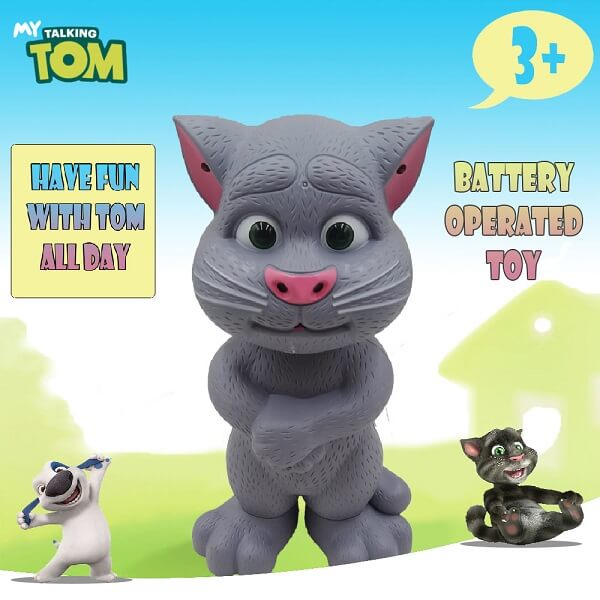 MY TALKING
TOM
3+
HAVE FUN
WITH TOM
ALL DAY
BATTERY
OPERATED
TOY